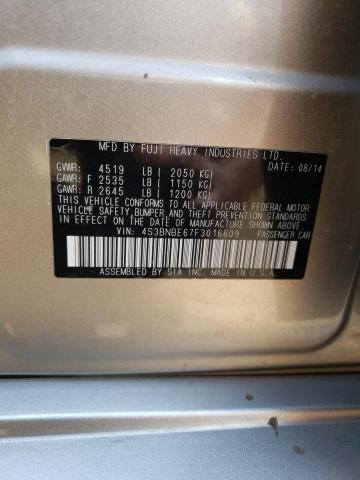 MFD BY FUJI HEAVY INDUSTRIES LTD.
GVWR: 4519 LB ( 2050 KG) DATE: 08/14
GAWR: F 2535 LB ( 1150 KG)
GAWR: R 2645 LB ( 1200 KG)
THIS VEHICLE CONFORMS TO ALL APPLICABLE FEDERAL MOTOR
VEHICLE SAFETY, BUMPER, AND THEFT PREVENTION STANDARDS
IN EFFECT ON THE DATE OF MANUFACTURE SHOWN ABOVE.
VIN: 4S3BNBE67F3016609 PASSENGER CAR
ASSEMBLED BY SIA INC. MADE IN U.S.A.